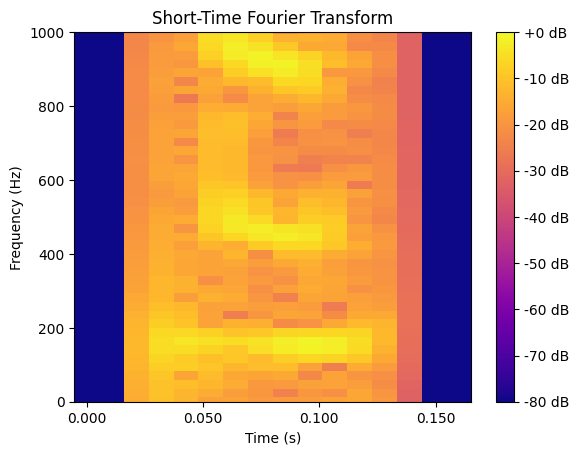 Short-Time Fourier Transform
1000
800
600
400
200
0
Frequency (Hz)
0.000
0.050
0.100
0.150
Time (s)
+0 dB
-10 dB
-20 dB
-30 dB
-40 dB
-50 dB
-60 dB
-70 dB
-80 dB